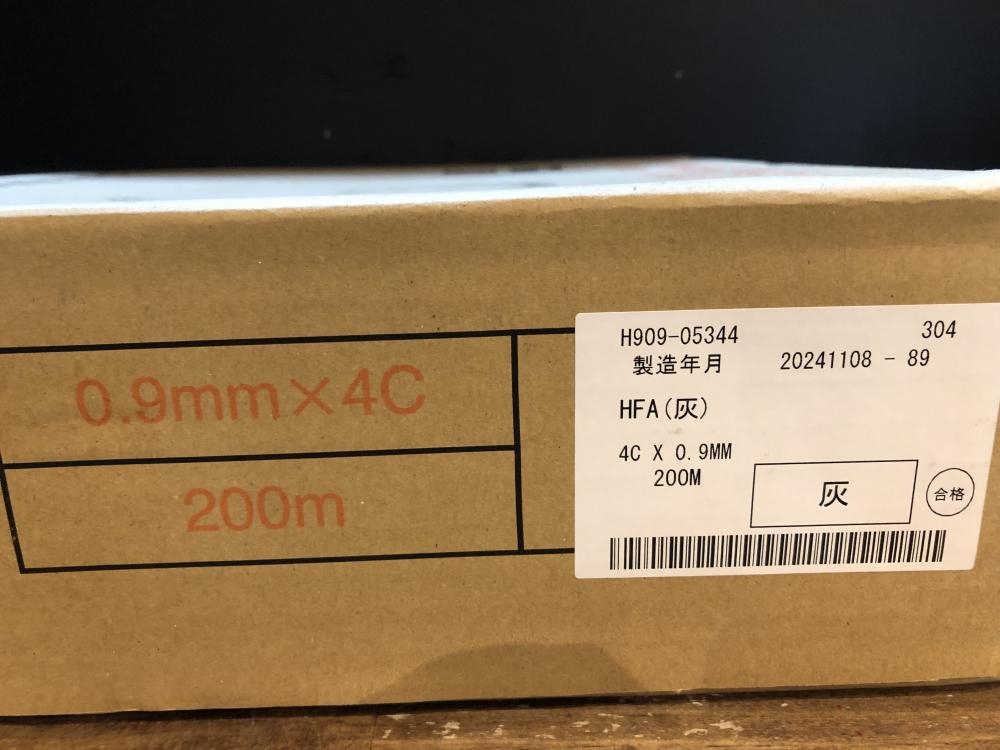 0.9mm×4C
200m
H909-05344 304
製造年月 20241108 - 89
HFA(灰)
4C X 0.9MM
200M
灰
合格